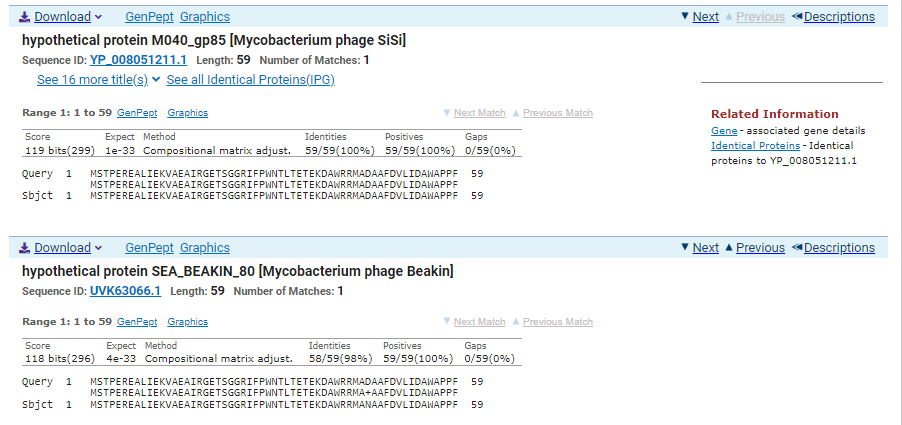 Download GenPept Graphics Next Previous Descriptions
hypothetical protein M040_gp85 [Mycobacterium phage SiSi]
Sequence ID: YP_008051211.1 Length: 59 Number of Matches: 1
See 16 more title(s) See all Identical Proteins(IPG)
Range 1: 1 to 59 GenPept Graphics Next Match Previous Match
Score Expect Method Identities Positives Gaps
119 bits(299) 1e-33 Compositional matrix adjust. 59/59(100%) 59/59(100%) 0/59(0%)
Query 1 MSTPEREALIEKVAEAIRGETSGGRIFPWNTLTETEKDAWRRMADAAFDVLIDAWAPPF 59
MSTPEREALIEKVAEAIRGETSGGRIFPWNTLTETEKDAWRRMADAAFDVLIDAWAPPF
Sbjct 1 MSTPEREALIEKVAEAIRGETSGGRIFPWNTLTETEKDAWRRMADAAFDVLIDAWAPPF 59
Related Information
Gene - associated gene details
Identical Proteins - Identical
proteins to YP_008051211.1
Download GenPept Graphics Next Previous Descriptions
hypothetical protein SEA_BEAKIN_80 [Mycobacterium phage Beakin]
Sequence ID: UVK63066.1 Length: 59 Number of Matches: 1
Range 1: 1 to 59 GenPept Graphics Next Match Previous Match
Score Expect Method Identities Positives Gaps
118 bits(296) 4e-33 Compositional matrix adjust. 58/59(98%) 59/59(100%) 0/59(0%)
Query 1 MSTPEREALIEKVAEAIRGETSGGRIFPWNTLTETEKDAWRRMADAAFDVLIDAWAPPF 59
MSTPEREALIEKVAEAIRGETSGGRIFPWNTLTETEKDAWRRMA+AAFDVLIDAWAPPF
Sbjct 1 MSTPEREALIEKVAEAIRGETSGGRIFPWNTLTETEKDAWRRMANAAFDVLIDAWAPPF 59